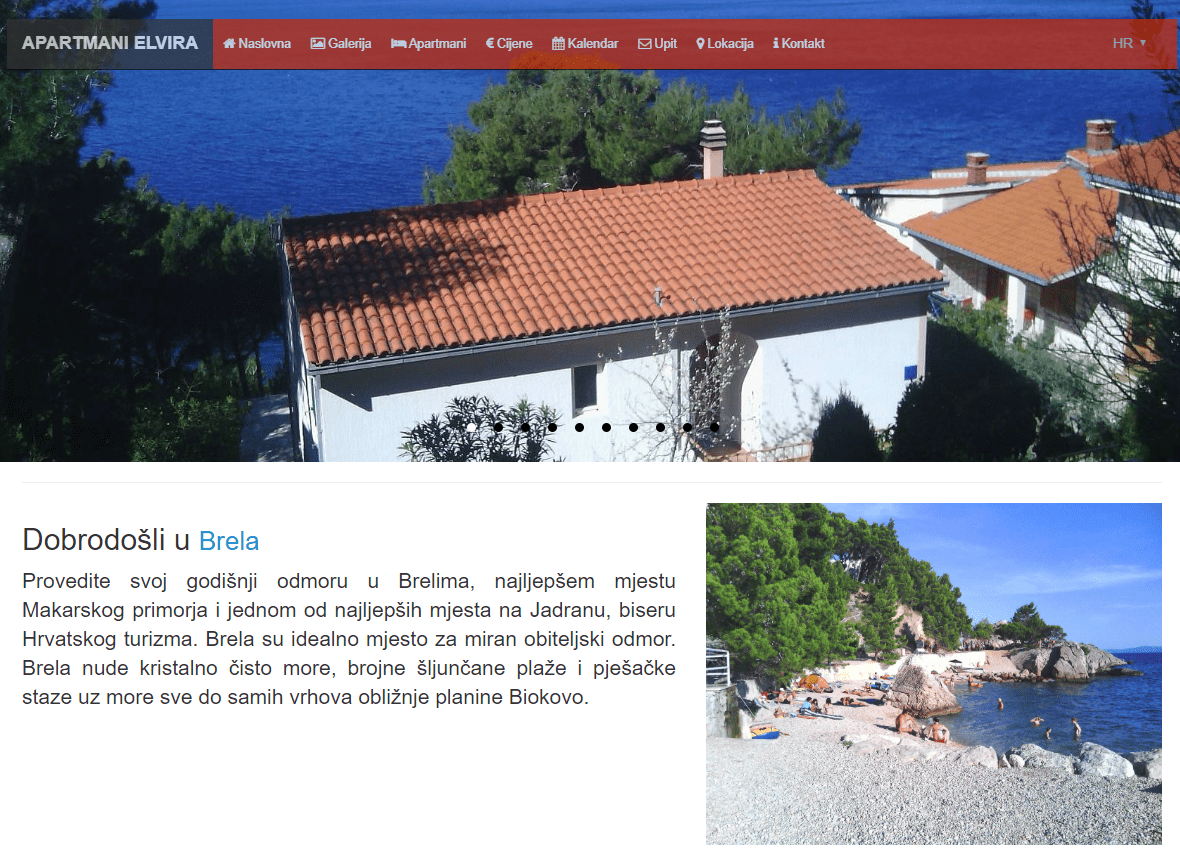 APARTMANI ELVIRA Naslovna Galerija Apartmani € Cijene Kalendar Upit Lokacija Kontakt HR
Dobrodošli u Brela
Provedite svoj godišnji odmoru u Brelima, najljepšem mjestu
Makarskog primorja i jednom od najljepših mjesta na Jadranu, biseru
Hrvatskog turizma. Brela su idealno mjesto za miran obiteljski odmor.
Brela nude kristalno čisto more, brojne šljunčane plaže i pješačke
staze uz more sve do samih vrhova obližnje planine Biokovo.